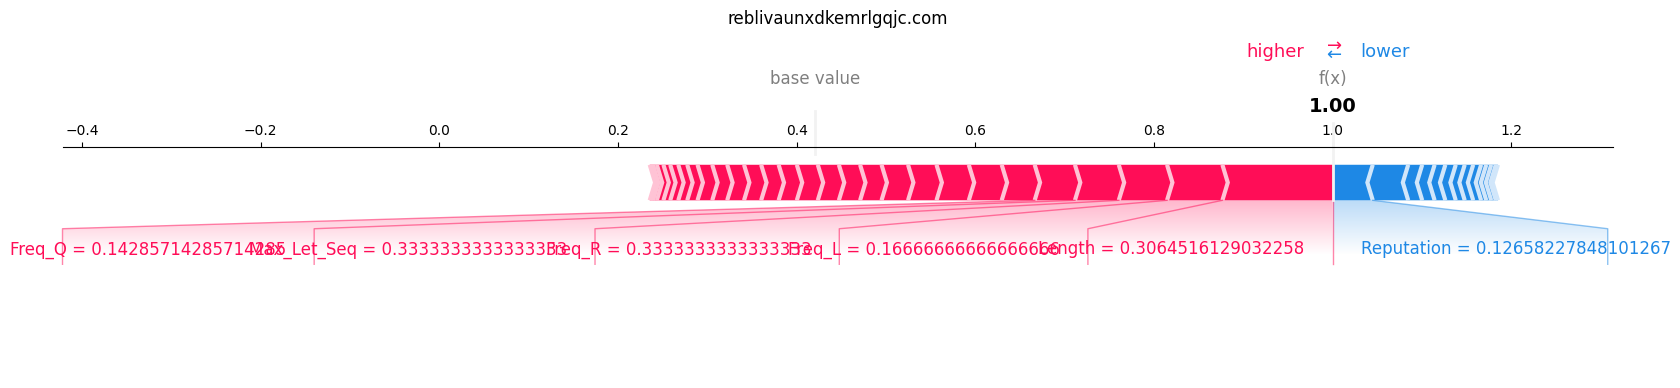 reblivaunxdkemrlgqjc.com
higher → ← lower
base value f(x)
1.00
−0.4 −0.2 0.0 0.2 0.4 0.6 0.8 1.0 1.2
Freq_Q = 0.14285714285714285 Max_Let_Seq = 0.3333333333333333 Freq_R = 0.3333333333333333 Freq_L = 0.16666666666666666 Length = 0.3064516129032258 Reputation = 0.12658227848101267